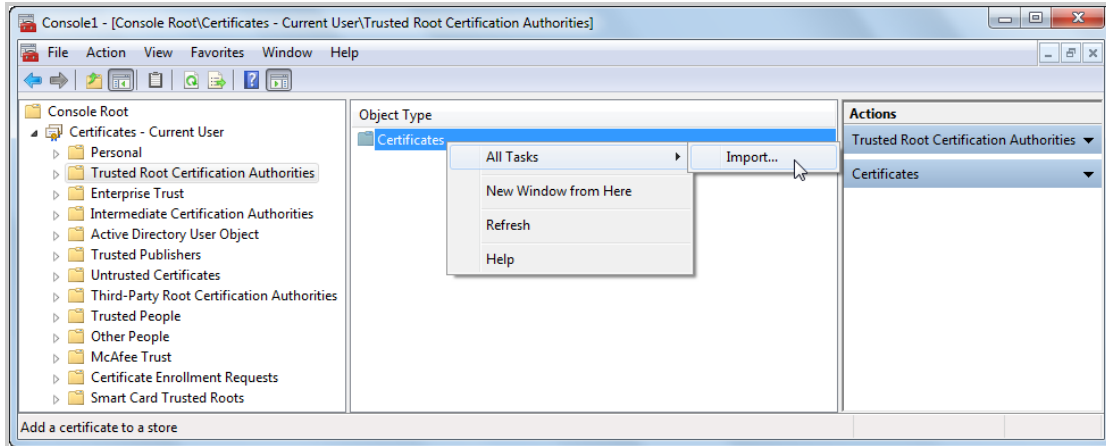 Console1 - [Console Root\Certificates - Current User\Trusted Root Certification Authorities]
File Action View Favorites Window Help
Console Root
Certificates - Current User
Personal
Trusted Root Certification Authorities
Enterprise Trust
Intermediate Certification Authorities
Active Directory User Object
Trusted Publishers
Untrusted Certificates
Third-Party Root Certification Authorities
Trusted People
Other People
McAfee Trust
Certificate Enrollment Requests
Smart Card Trusted Roots
Object Type
Certificates
All Tasks
Import...
New Window from Here
Refresh
Help
Actions
Trusted Root Certification Authorities
Certificates
Add a certificate to a store